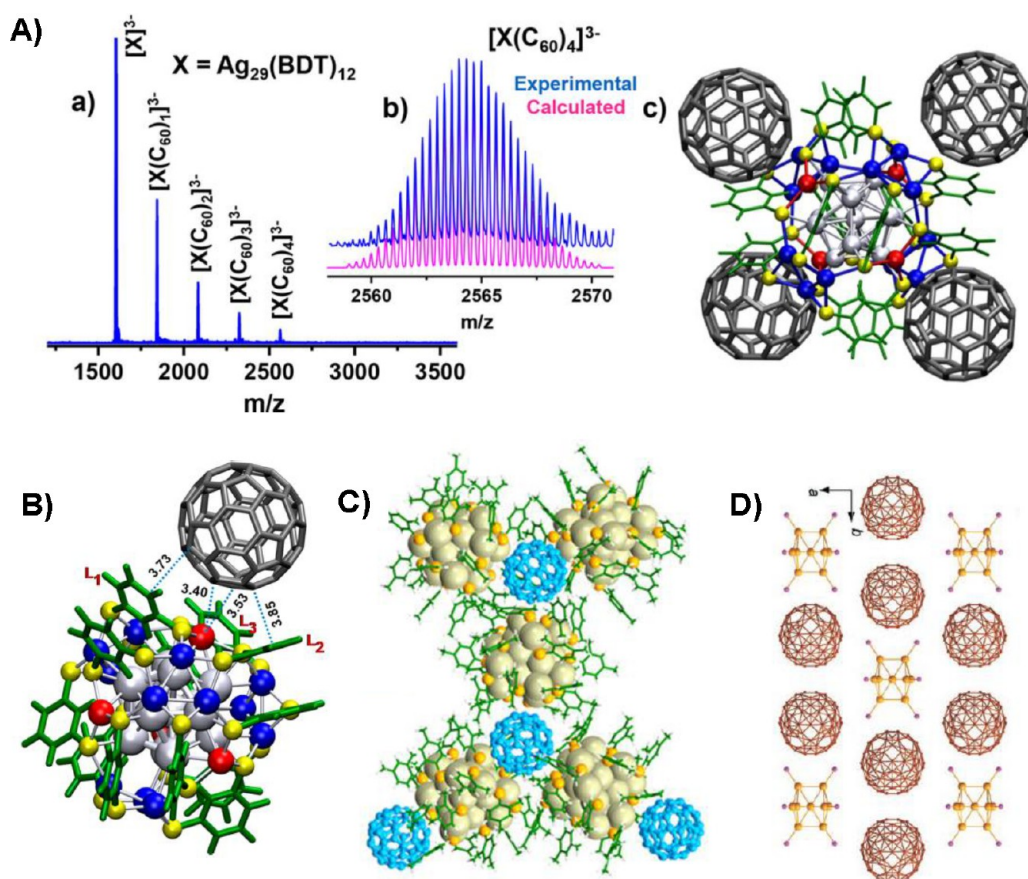 A)
[X]³⁻
X = Ag₂₉(BDT)₁₂
a)
[X(C₆₀)₁]³⁻
[X(C₆₀)₂]³⁻
[X(C₆₀)₃]³⁻
[X(C₆₀)₄]³⁻
1500 2000 2500 3000 3500
m/z
[X(C₆₀)₄]³⁻
b)
Experimental
Calculated
2560 2565 2570
m/z
c)
B)
L₁
3.73
3.40
3.53
L₃
3.85
L₂
C)
D)
a
b